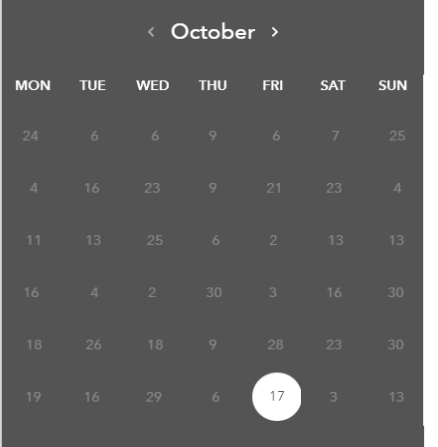 ‹ October ›
MON TUE WED THU FRI SAT SUN
24 6 6 9 6 7 25
4 16 23 9 21 23 4
11 13 25 6 2 13 13
16 4 2 30 3 16 30
18 26 18 9 28 23 30
19 16 29 6 17 3 13